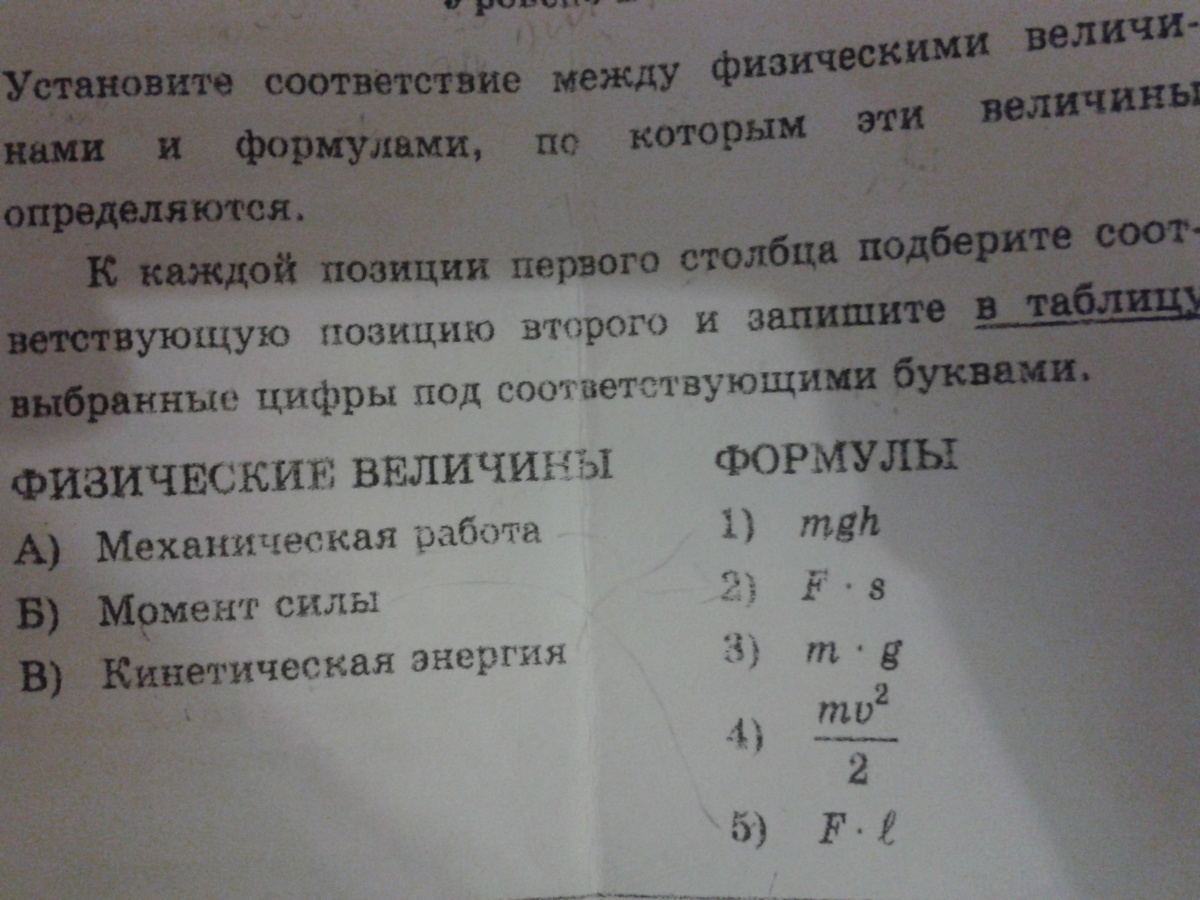 Установите соответствие между физическими величи-
нами и формулами, по которым эти величины
определяются.
К каждой позиции первого столбца подберите соот-
ветствующую позицию второго и запишите в таблицу
выбранные цифры под соответствующими буквами.
ФИЗИЧЕСКИЕ ВЕЛИЧИНЫ
А) Механическая работа
Б) Момент силы
В) Кинетическая энергия
ФОРМУЛЫ
1) mgh
2) F · s
3) m · g
4) mv²/2
5) F · ℓ